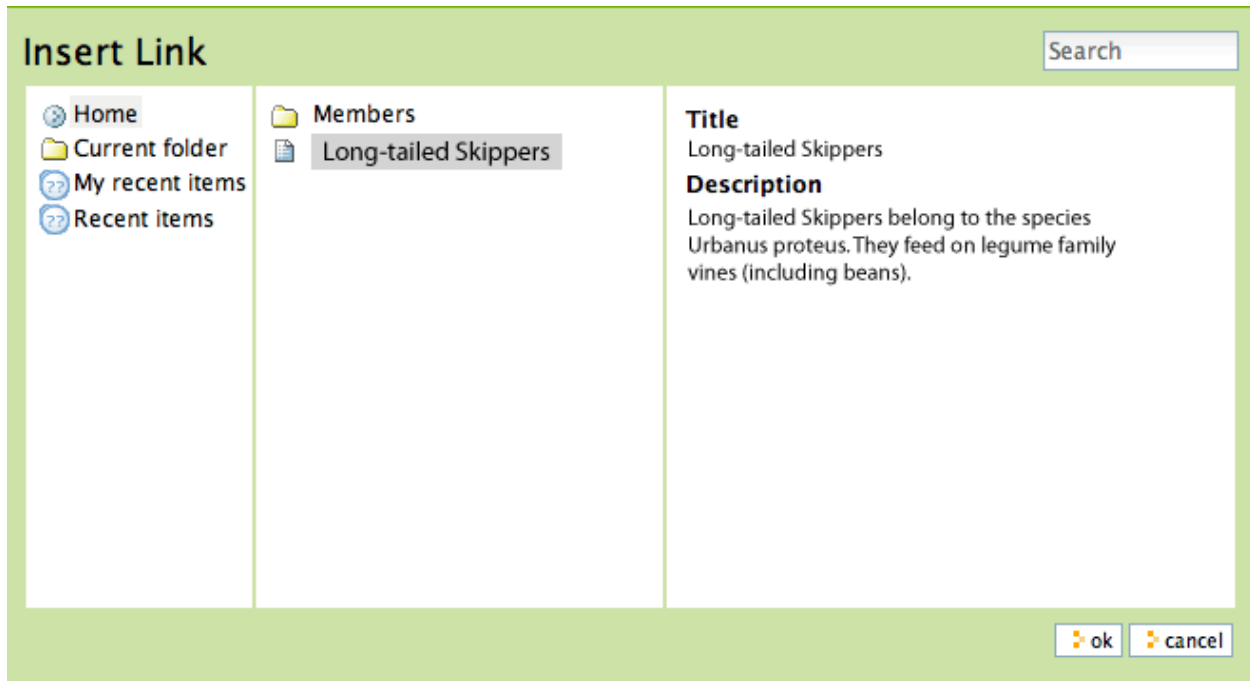 Insert Link
Search
Home
Current folder
?? My recent items
?? Recent items
Members
Long-tailed Skippers
Title
Long-tailed Skippers
Description
Long-tailed Skippers belong to the species
Urbanus proteus. They feed on legume family
vines (including beans).
ok
cancel